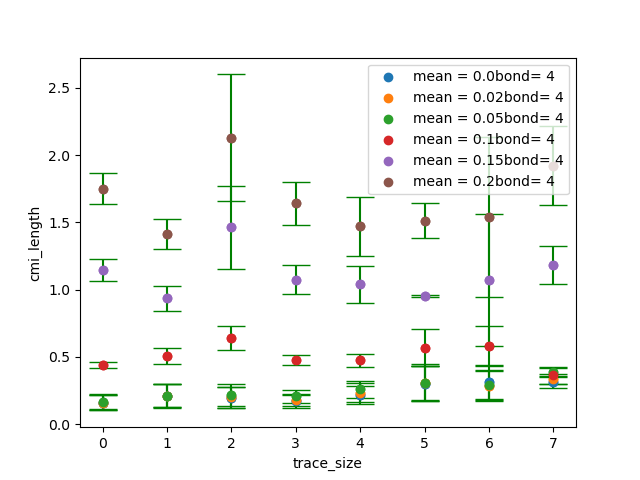 mean = 0.0bond= 4
mean = 0.02bond= 4
mean = 0.05bond= 4
mean = 0.1bond= 4
mean = 0.15bond= 4
mean = 0.2bond= 4
cmi_length
2.5
2.0
1.5
1.0
0.5
0.0
0 1 2 3 4 5 6 7
trace_size